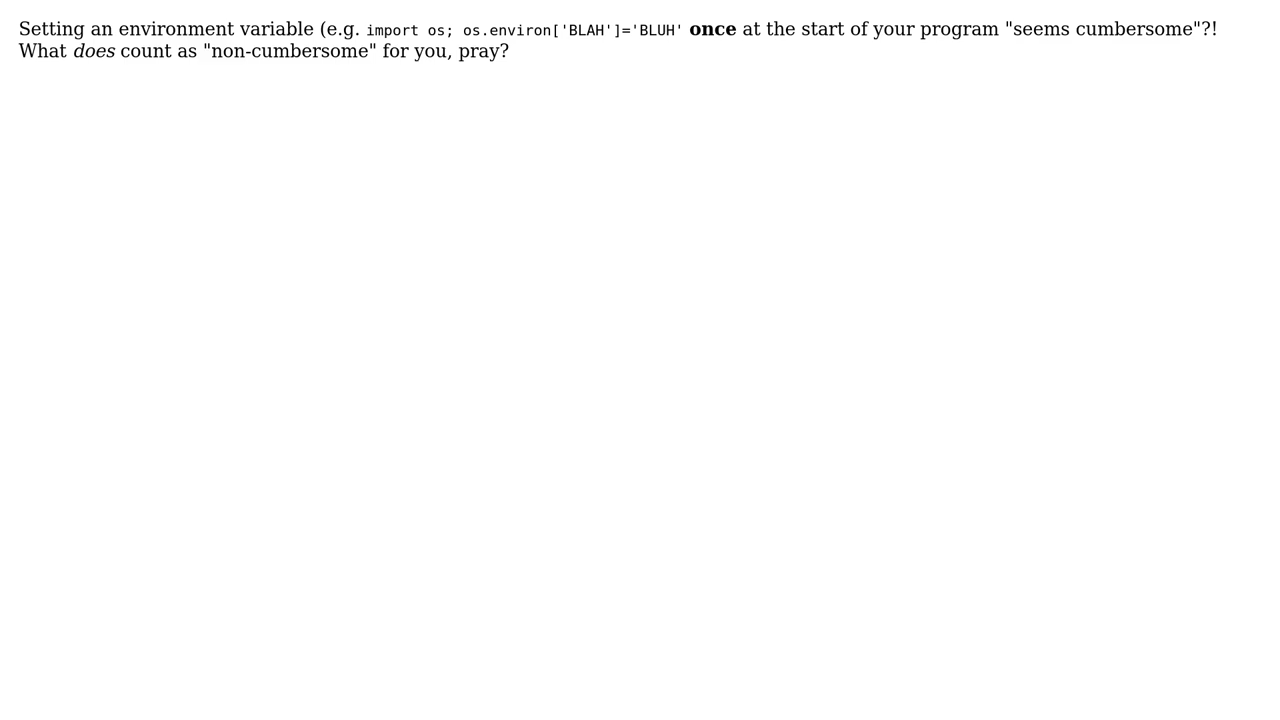 Setting an environment variable (e.g. import os; os.environ['BLAH']='BLUH' once at the start of your program "seems cumbersome"?!
What does count as "non-cumbersome" for you, pray?